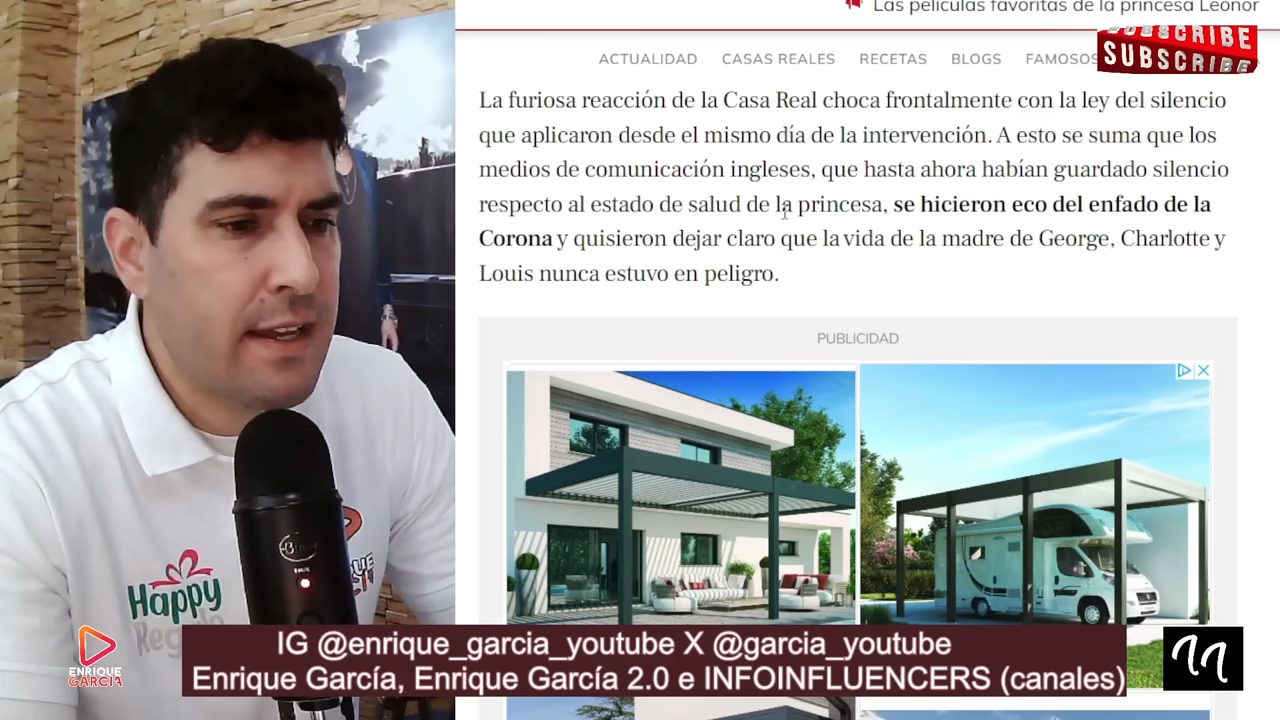 Las películas favoritas de la princesa Leonor
SUBSCRIBE
SUBSCRIBE
ACTUALIDAD CASAS REALES RECETAS BLOGS FAMOSOS
La furiosa reacción de la Casa Real choca frontalmente con la ley del silencio
que aplicaron desde el mismo día de la intervención. A esto se suma que los
medios de comunicación ingleses, que hasta ahora habían guardado silencio
respecto al estado de salud de la princesa, se hicieron eco del enfado de la
Corona y quisieron dejar claro que la vida de la madre de George, Charlotte y
Louis nunca estuvo en peligro.
PUBLICIDAD
Blue
Happy
Regalo
IG @enrique_garcia_youtube X @garcia_youtube
Enrique García, Enrique García 2.0 e INFOINFLUENCERS (canales)
ENRIQUE
GARCÍA